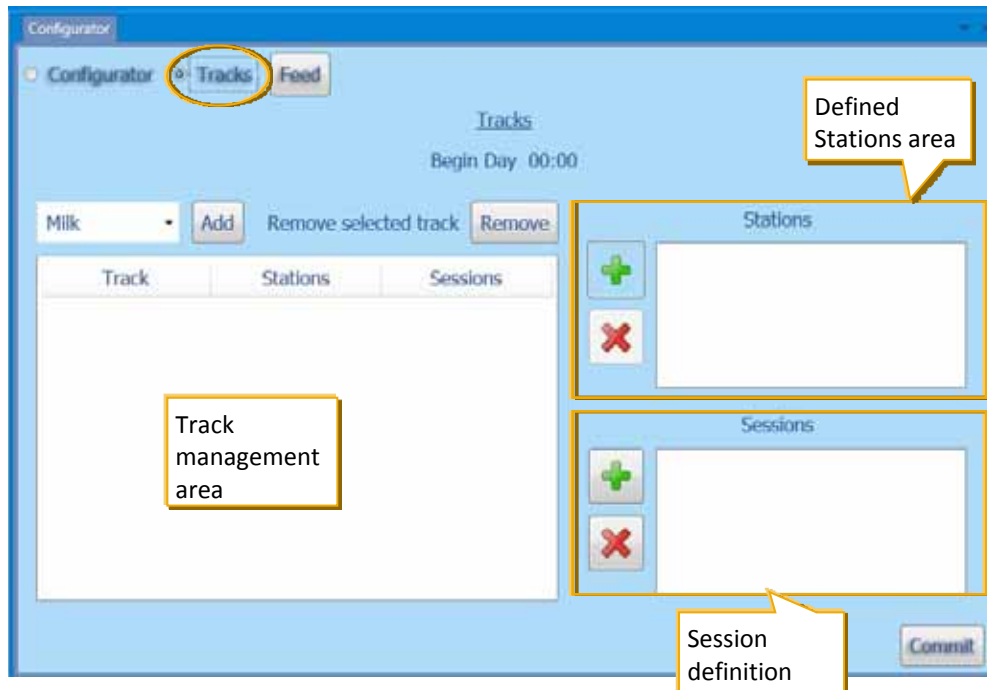 Configurator
Configurator Tracks Feed
Tracks
Begin Day 00:00
Defined
Stations area
Milk Add Remove selected track Remove
Track Stations Sessions
Stations
Track
management
area
Sessions
Session
definition
Commit